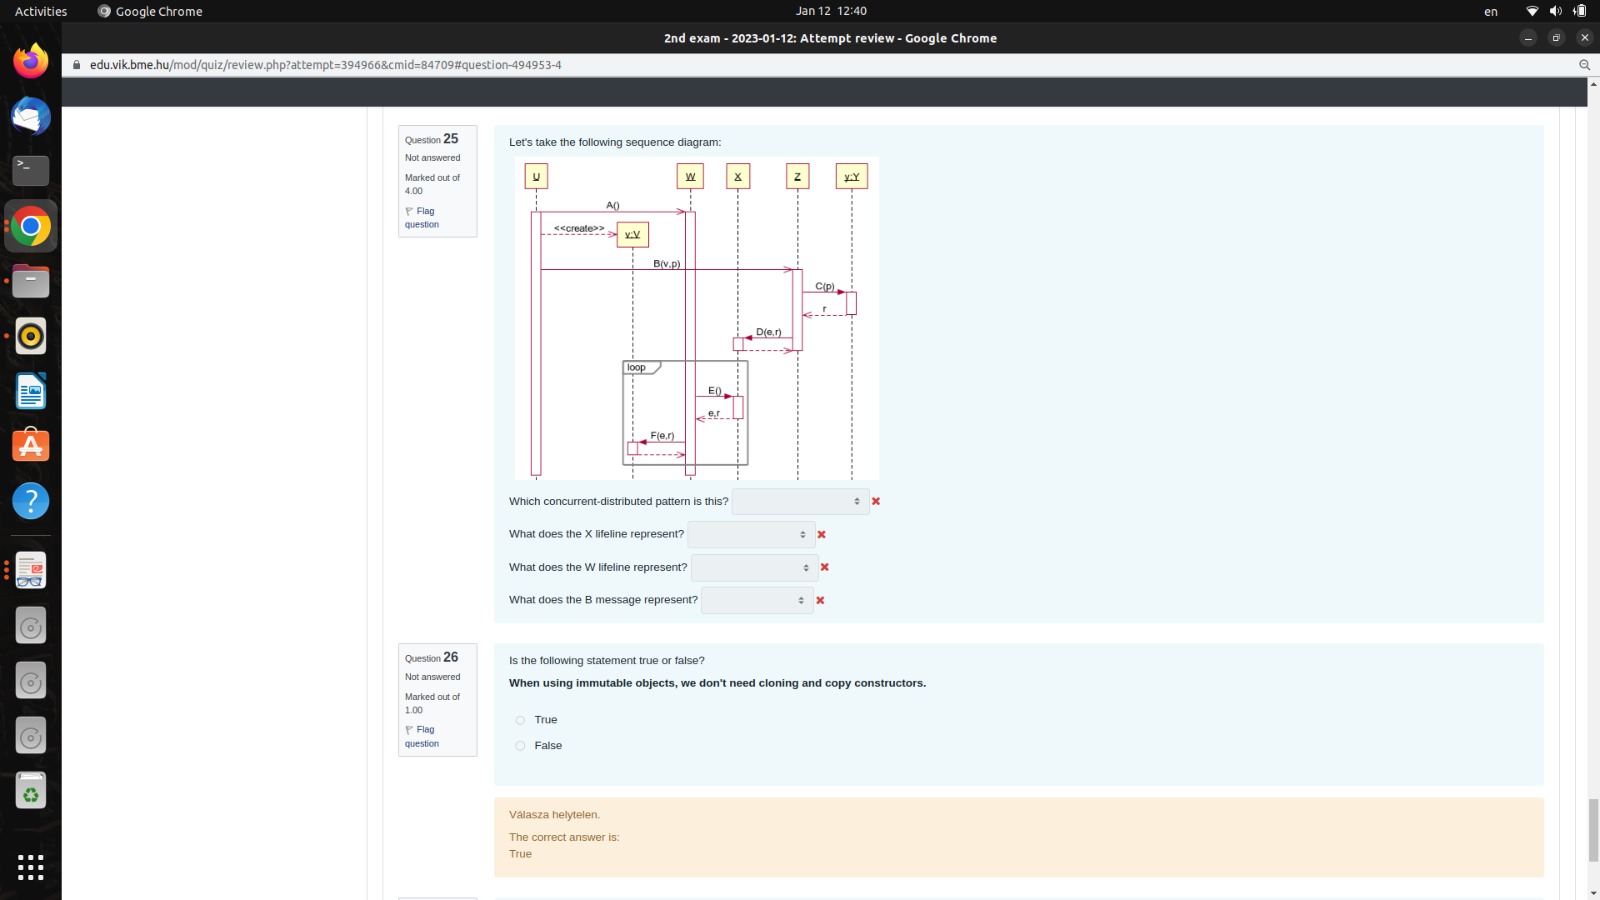 Activities
Google Chrome
Jan 12 12:40
en
2nd exam - 2023-01-12: Attempt review - Google Chrome
edu.vik.bme.hu/mod/quiz/review.php?attempt=394966&cmid=84709#question-494953-4
Question 25
Not answered
Marked out of
4.00
Flag
question
Let's take the following sequence diagram:
U
W
X
Z
y:Y
A()
<<create>>
v:V
B(v,p)
C(p)
r
D(e,r)
loop
E()
e,r
F(e,r)
Which concurrent-distributed pattern is this?
What does the X lifeline represent?
What does the W lifeline represent?
What does the B message represent?
Question 26
Not answered
Marked out of
1.00
Flag
question
Is the following statement true or false?
When using immutable objects, we don't need cloning and copy constructors.
True
False
Válasza helytelen.
The correct answer is:
True